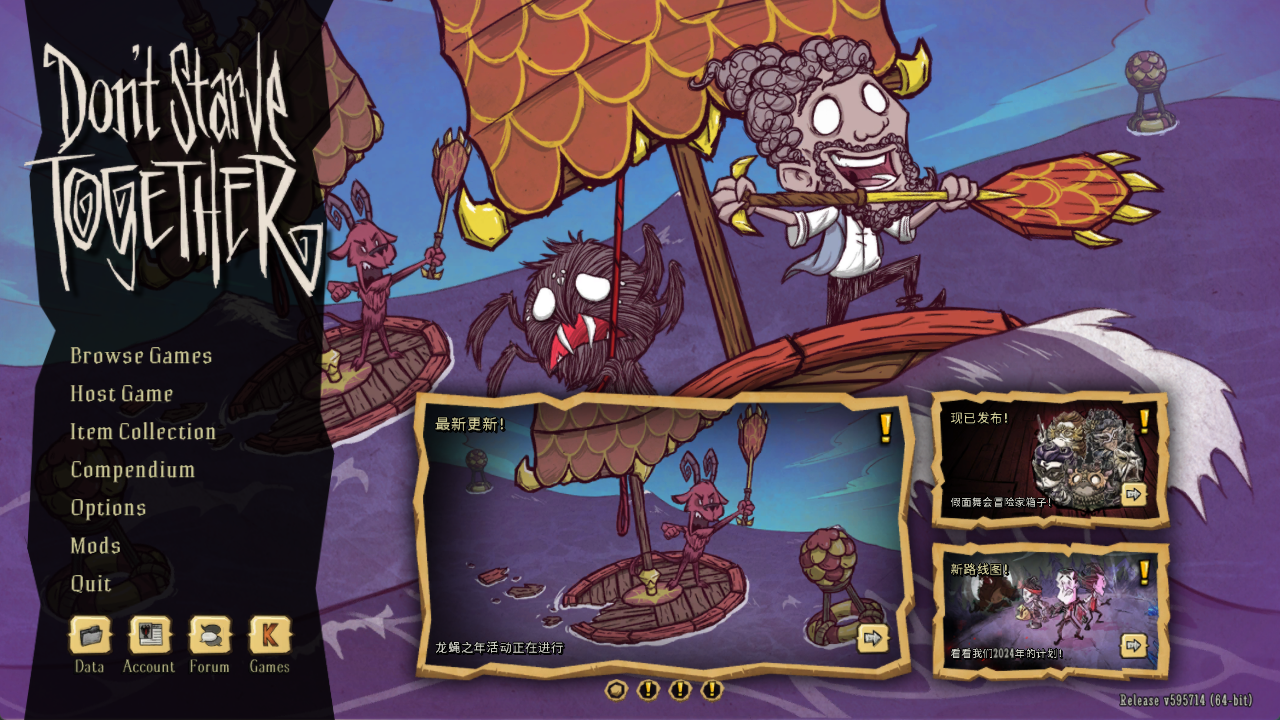 Don't Starve
TOGETHER
Browse Games
Host Game
Item Collection
Compendium
Options
Mods
Quit
Data
Account
Forum
Games
最新更新!
龙蝇之年活动正在进行
现已发布!
假面舞会冒险家箱子!
新路线图!
看看我们2024年的计划!
Release v595714 (64-bit)